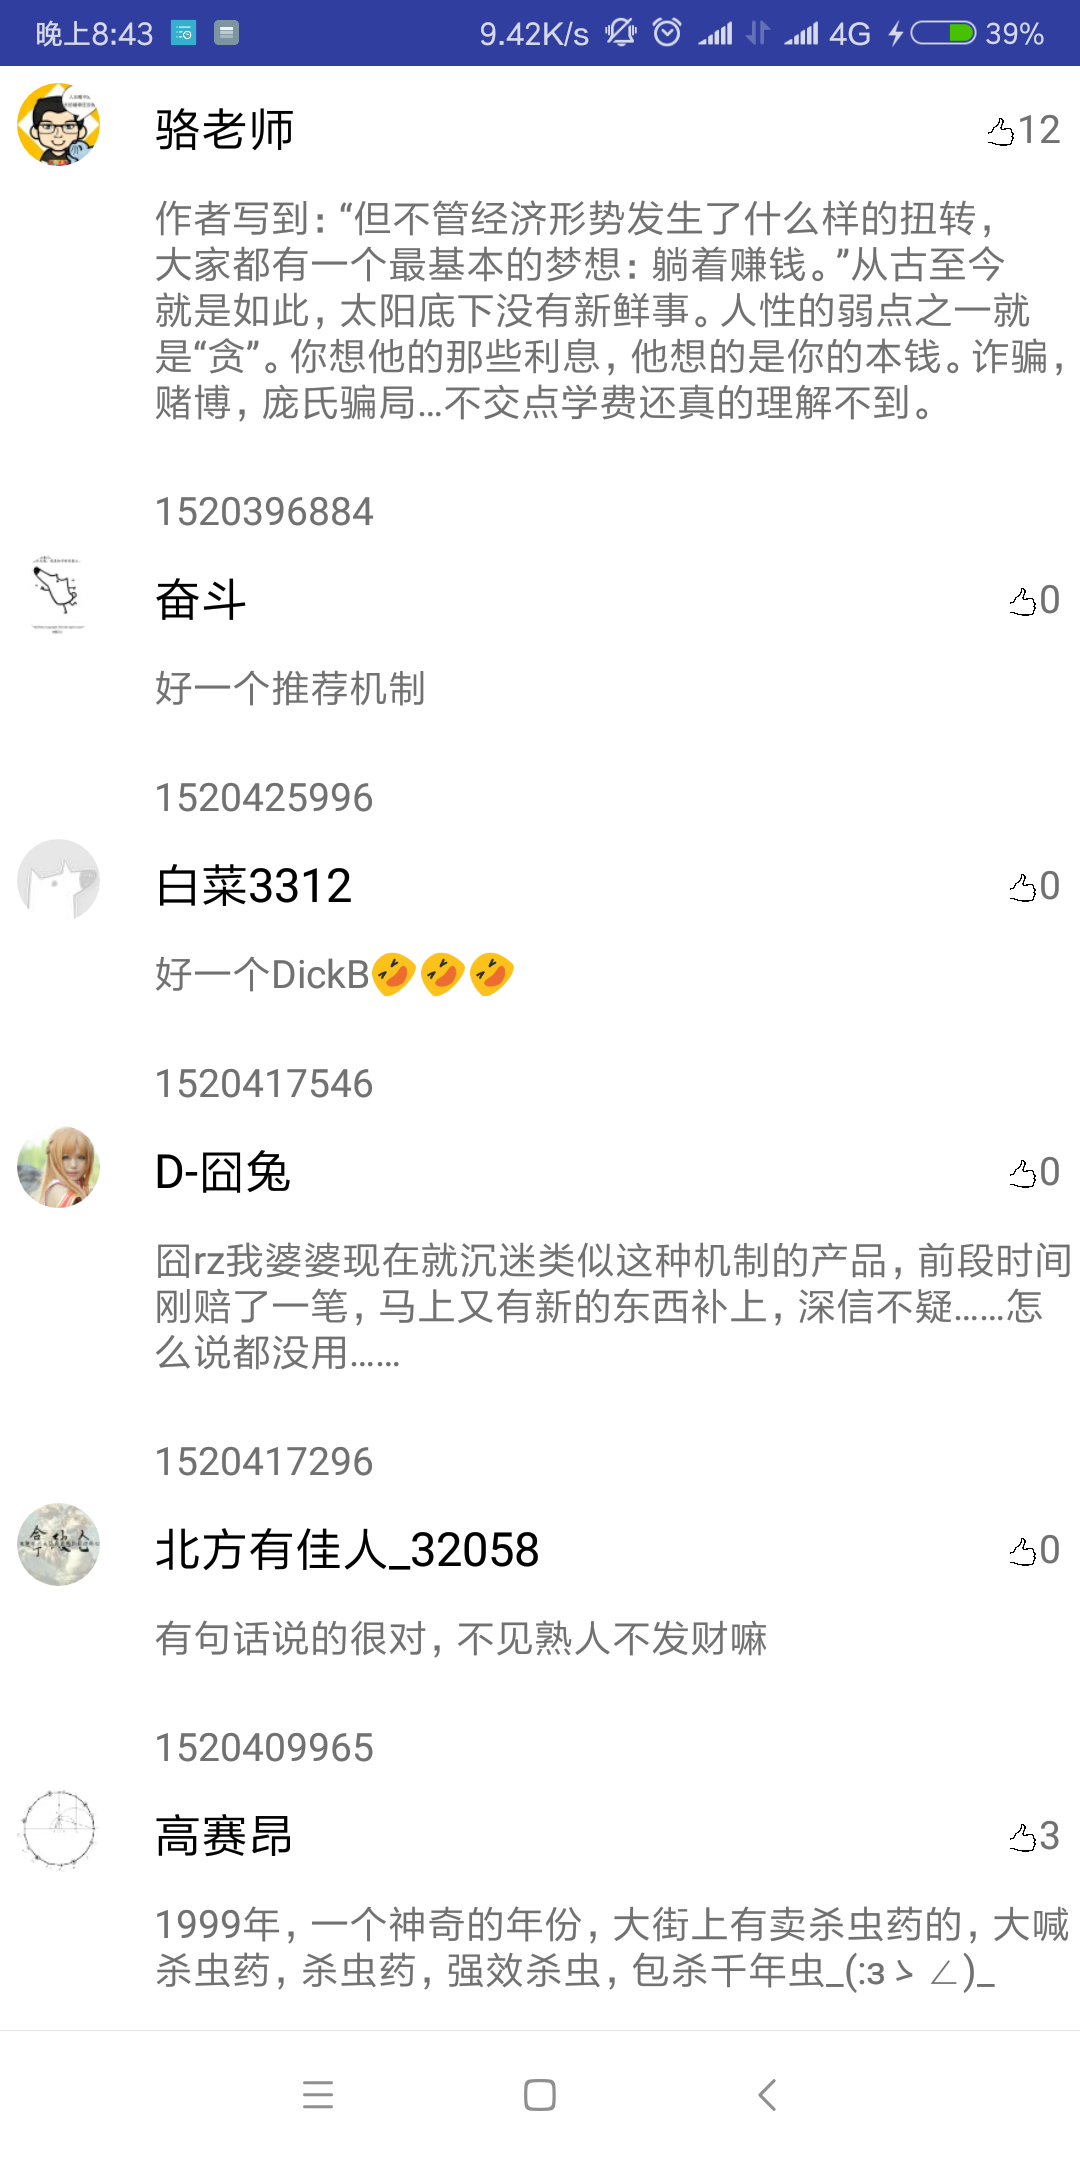 晚上8:43 9.42K/s 4G 39%
骆老师 12
作者写到：“但不管经济形势发生了什么样的扭转，
大家都有一个最基本的梦想：躺着赚钱。”从古至今
就是如此，太阳底下没有新鲜事。人性的弱点之一就
是“贪”。你想他的那些利息，他想的是你的本钱。诈骗，
赌博，庞氏骗局...不交点学费还真的理解不到。
1520396884
奋斗 0
好一个推荐机制
1520425996
白菜3312 0
好一个DickB🤣🤣🤣
1520417546
D-囧兔 0
囧rz我婆婆现在就沉迷类似这种机制的产品，前段时间
刚赔了一笔，马上又有新的东西补上，深信不疑……怎
么说都没用……
1520417296
北方有佳人_32058 0
有句话说的很对，不见熟人不发财嘛
1520409965
高赛昂 3
1999年，一个神奇的年份，大街上有卖杀虫药的，大喊
杀虫药，杀虫药，强效杀虫，包杀千年虫_(:зゝ∠)_